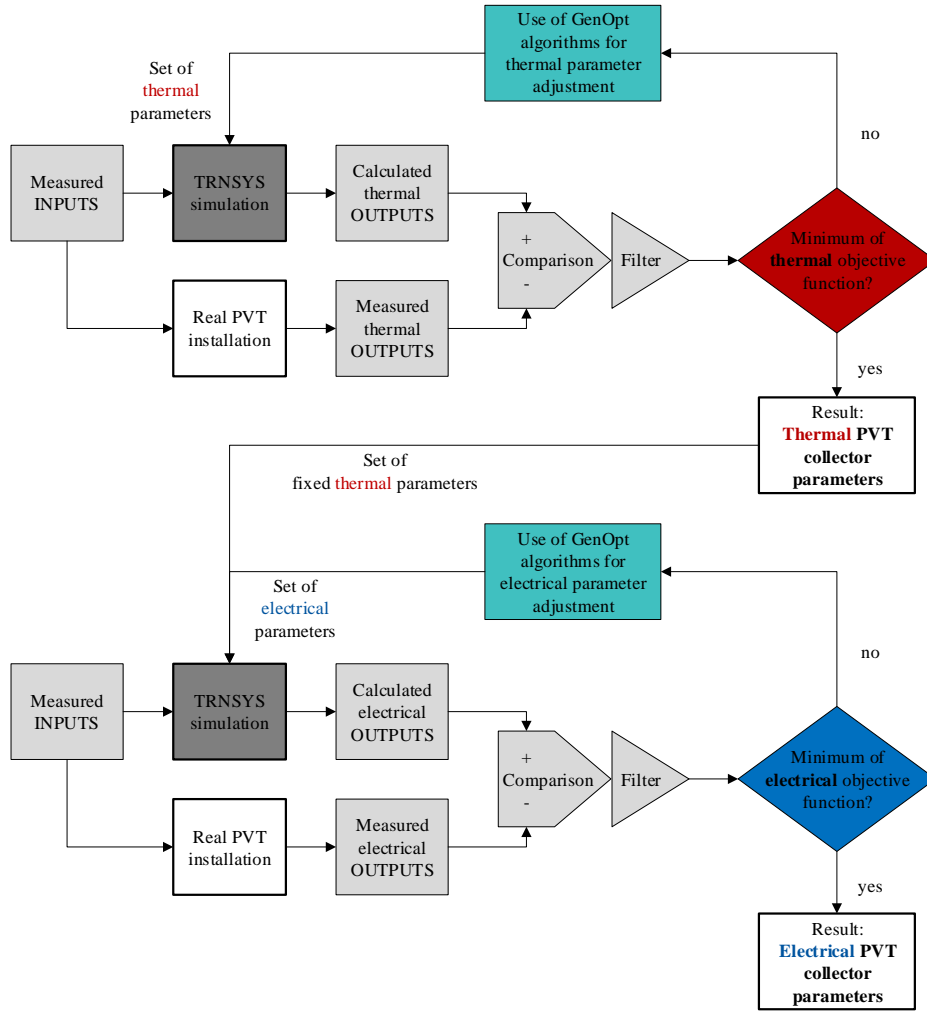 Use of GenOpt
algorithms for
thermal parameter
adjustment
Set of
thermal
parameters
no
Measured
INPUTS
TRNSYS
simulation
Calculated
thermal
OUTPUTS
+
Comparison
-
Filter
Minimum of
thermal objective
function?
Real PVT
installation
Measured
thermal
OUTPUTS
yes
Result:
Thermal PVT
collector
parameters
Set of
fixed thermal parameters
Use of GenOpt
algorithms for
electrical parameter
adjustment
Set of
electrical
parameters
no
Measured
INPUTS
TRNSYS
simulation
Calculated
electrical
OUTPUTS
+
Comparison
-
Filter
Minimum of
electrical objective
function?
Real PVT
installation
Measured
electrical
OUTPUTS
yes
Result:
Electrical PVT
collector
parameters